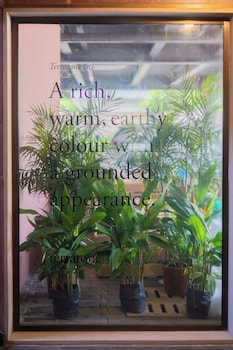 A rich,
warm, earthy
colour
a grounded
appearance.